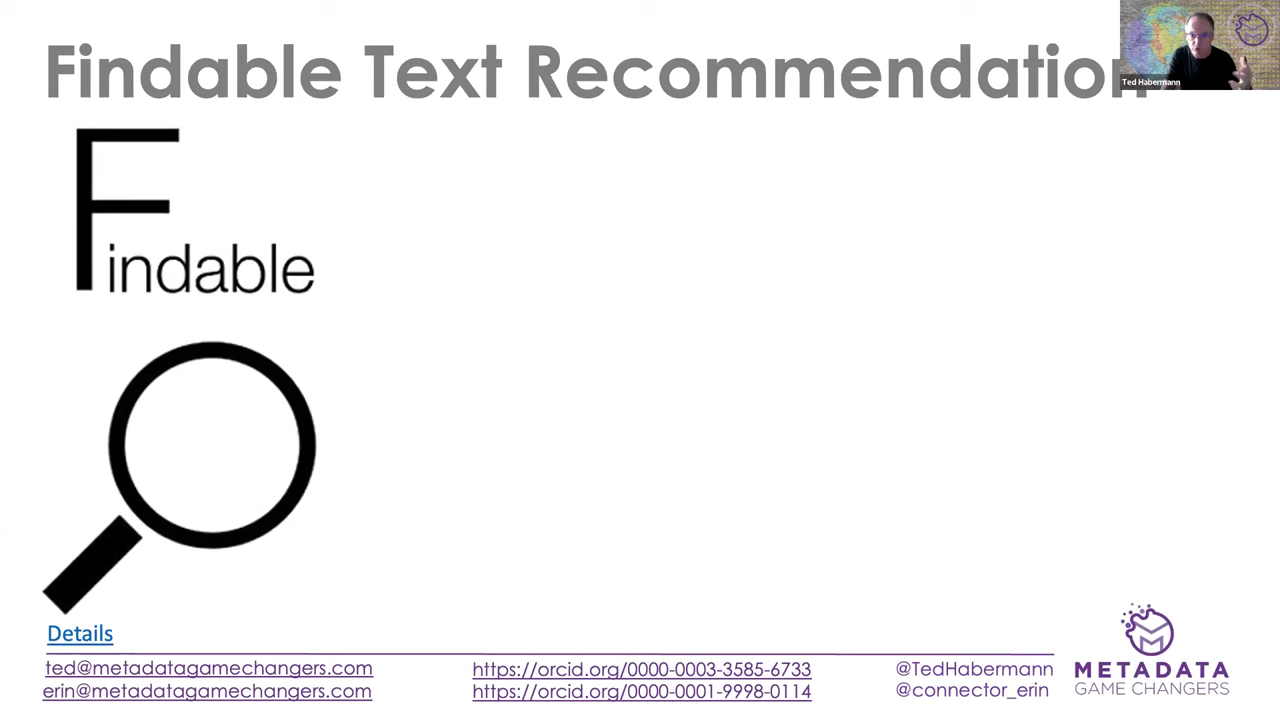 Findable Text Recommendation
Ted Habermann
Findable
Details
ted@metadatagamechangers.com
https://orcid.org/0000-0003-3585-6733
@TedHabermann
erin@metadatagamechangers.com
https://orcid.org/0000-0001-9998-0114
@connector_erin
METADATA
GAME CHANGERS